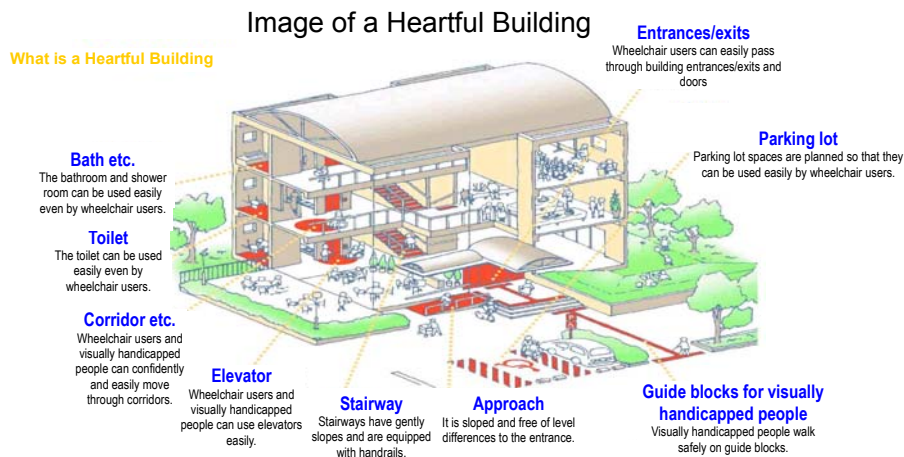 Image of a Heartful Building
What is a Heartful Building
Entrances/exits
Wheelchair users can easily pass
through building entrances/exits and
doors
Parking lot
Parking lot spaces are planned so that they
can be used easily by wheelchair users.
Bath etc.
The bathroom and shower
room can be used easily
even by wheelchair users.
Toilet
The toilet can be used
easily even by
wheelchair users.
Corridor etc.
Wheelchair users and
visually handicapped
people can confidently
and easily move
through corridors.
Elevator
Wheelchair users and
visually handicapped
people can use elevators
easily.
Stairway
Stairways have gently
slopes and are equipped
with handrails.
Approach
It is sloped and free of level
differences to the entrance.
Guide blocks for visually
handicapped people
Visually handicapped people walk
safely on guide blocks.